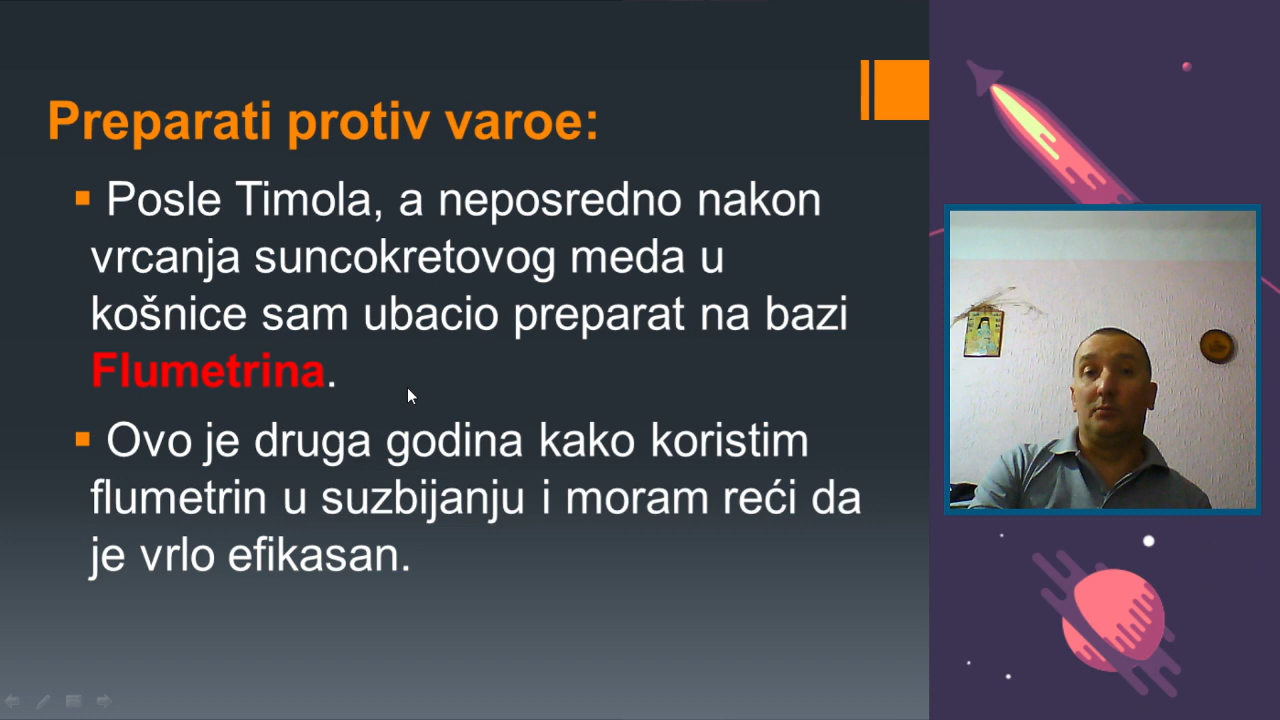 Preparati protiv varoe:
Posle Timola, a neposredno nakon
vrcanja suncokretovog meda u
košnice sam ubacio preparat na bazi
Flumetrina.
Ovo je druga godina kako koristim
flumetrin u suzbijanju i moram reći da
je vrlo efikasan.